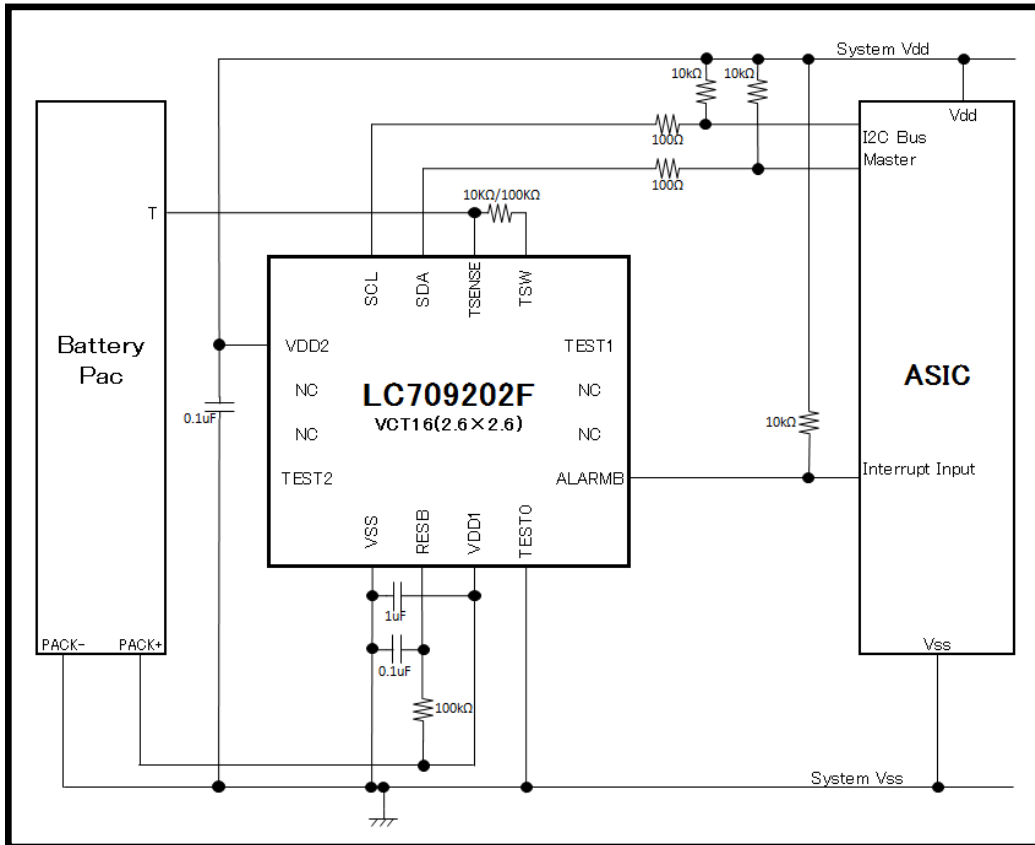 System Vdd
10kΩ
10kΩ
Vdd
100Ω
I2C Bus
Master
100Ω
10KΩ/100KΩ
T
SCL
SDA
TSENSE
TSW
Battery
Pac
VDD2
TEST1
NC
LC709202F
NC
ASIC
0.1uF
VCT16(2.6×2.6)
10kΩ
NC
NC
TEST2
ALARMB
Interrupt Input
VSS
RESB
VDD1
TEST0
1uF
PACK-
PACK+
0.1uF
Vss
100kΩ
System Vss